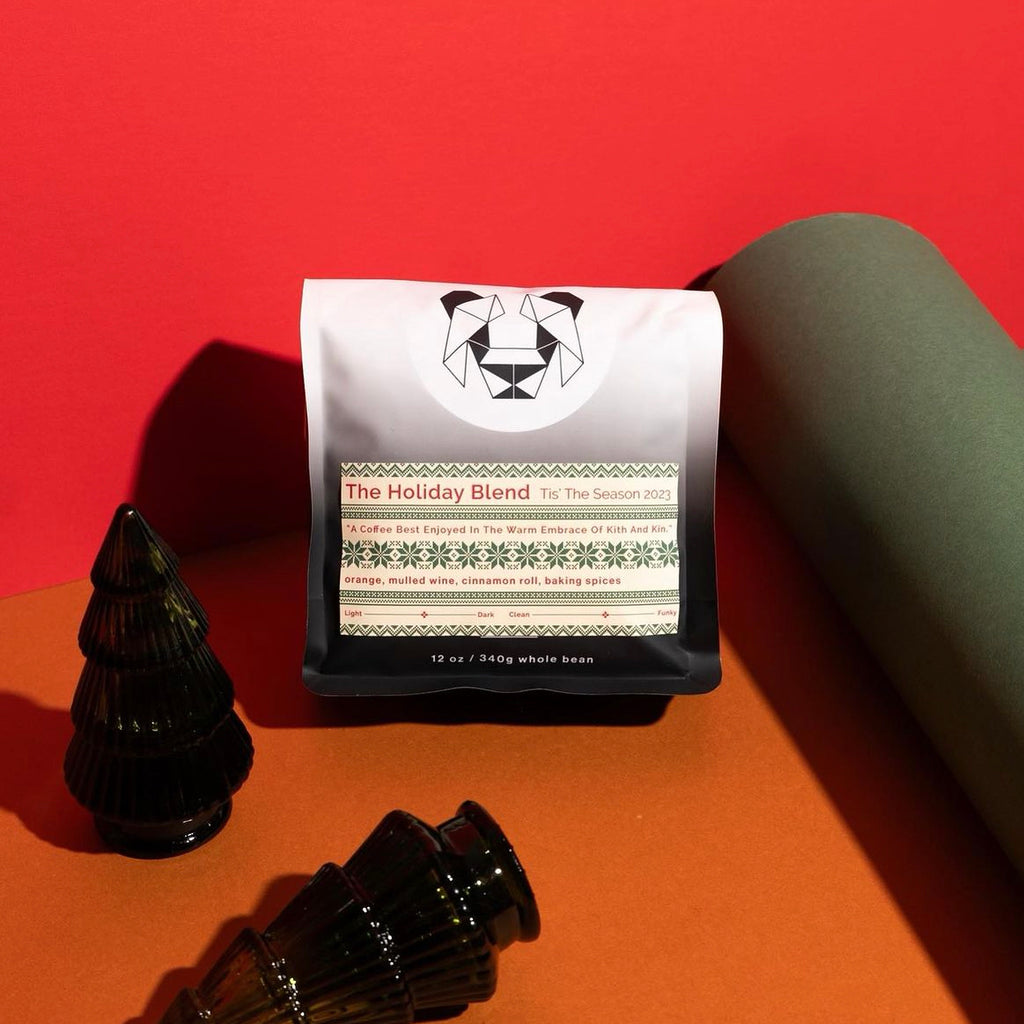 The Holiday Blend Tis' The Season 2023
"A Coffee Best Enjoyed In The Warm Embrace Of Kith And Kin."
orange, mulled wine, cinnamon roll, baking spices
Light Dark Clean Funky
12 oz / 340g whole bean